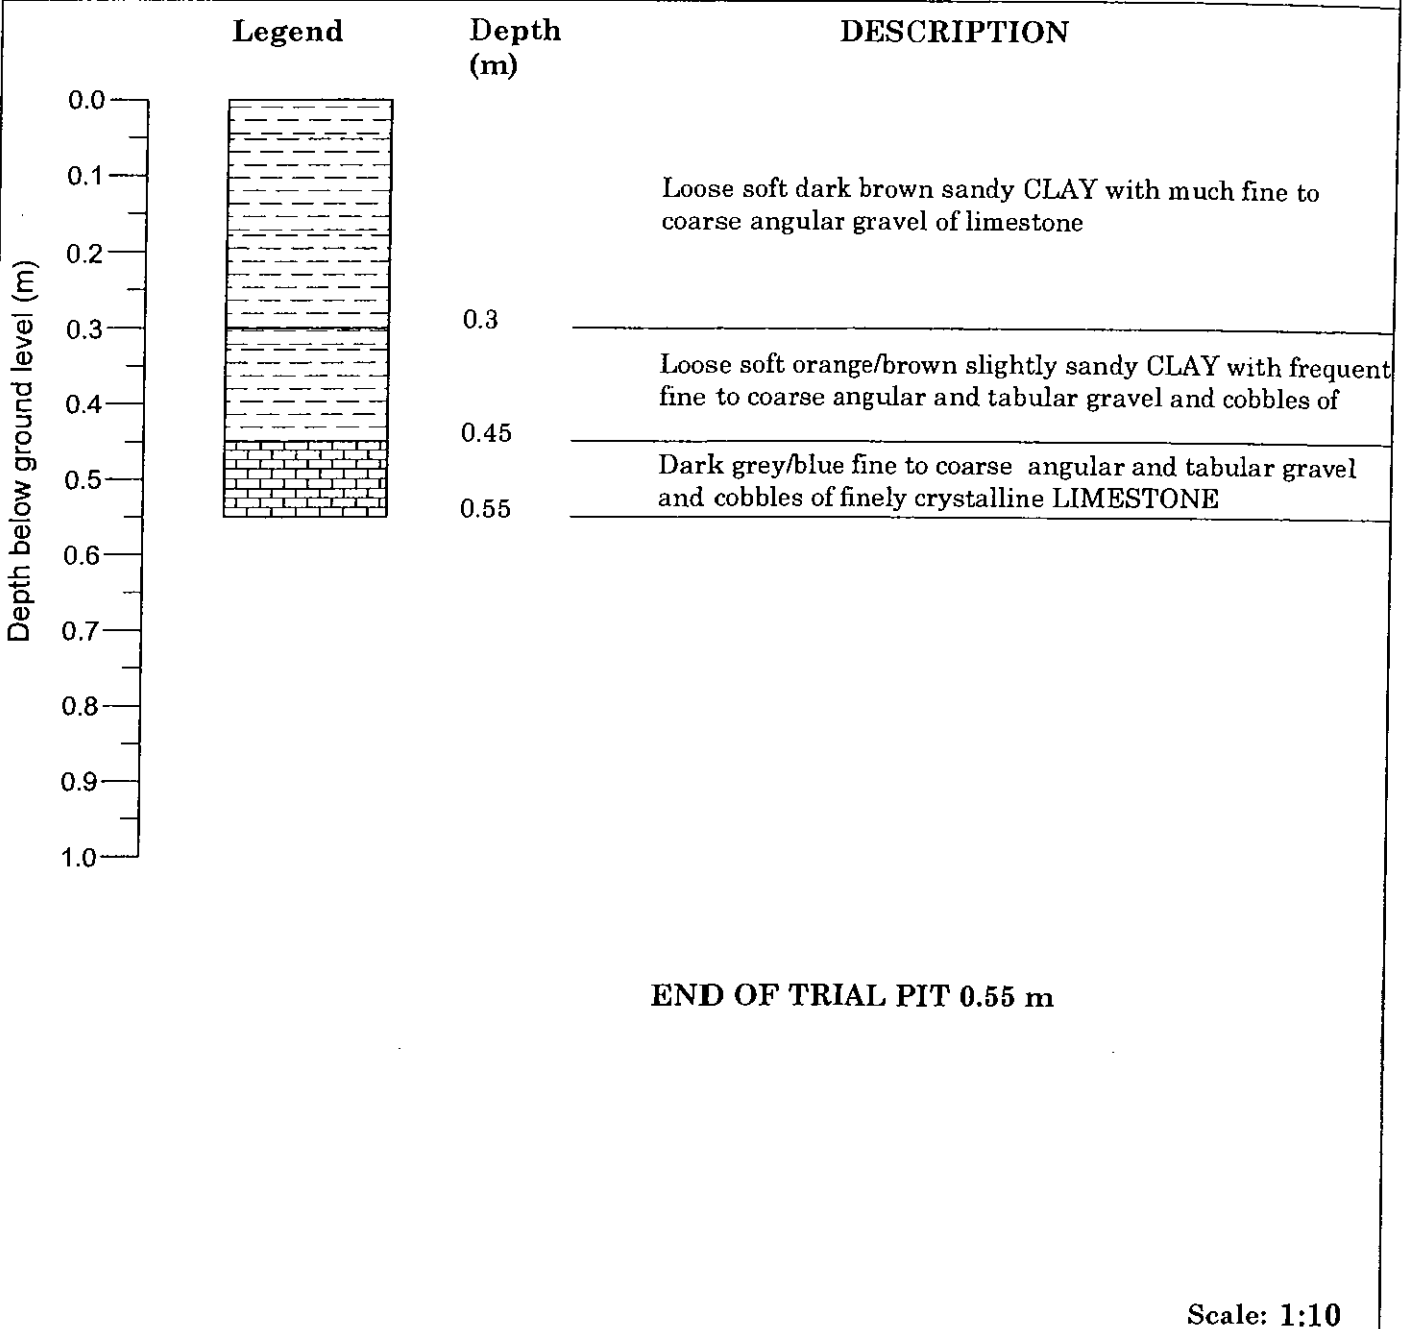 Legend Depth DESCRIPTION
(m)
Depth below ground level (m)
0.0
0.1
0.2
0.3
0.4
0.5
0.6
0.7
0.8
0.9
1.0
Loose soft dark brown sandy CLAY with much fine to
coarse angular gravel of limestone
0.3
Loose soft orange/brown slightly sandy CLAY with frequent
fine to coarse angular and tabular gravel and cobbles of
0.45
Dark grey/blue fine to coarse angular and tabular gravel
and cobbles of finely crystalline LIMESTONE
0.55
END OF TRIAL PIT 0.55 m
Scale: 1:10